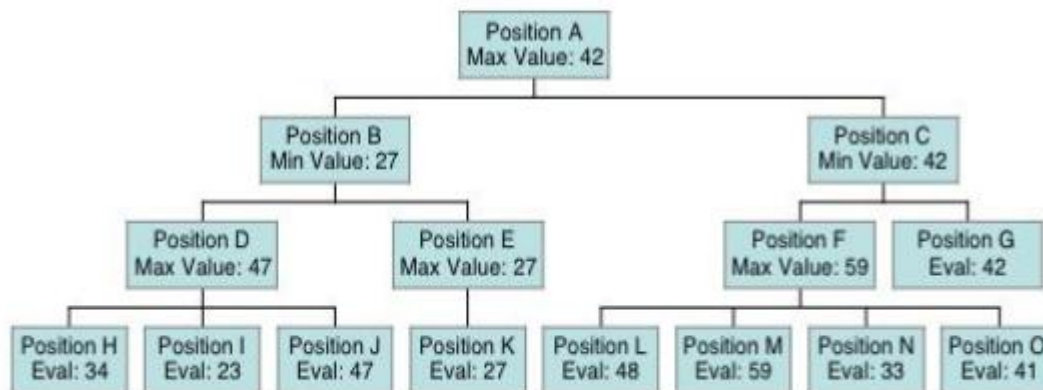 Position A
Max Value: 42
Position B
Min Value: 27
Position C
Min Value: 42
Position D
Max Value: 47
Position E
Max Value: 27
Position F
Max Value: 59
Position G
Eval: 42
Position H
Eval: 34
Position I
Eval: 23
Position J
Eval: 47
Position K
Eval: 27
Position L
Eval: 48
Position M
Eval: 59
Position N
Eval: 33
Position O
Eval: 41